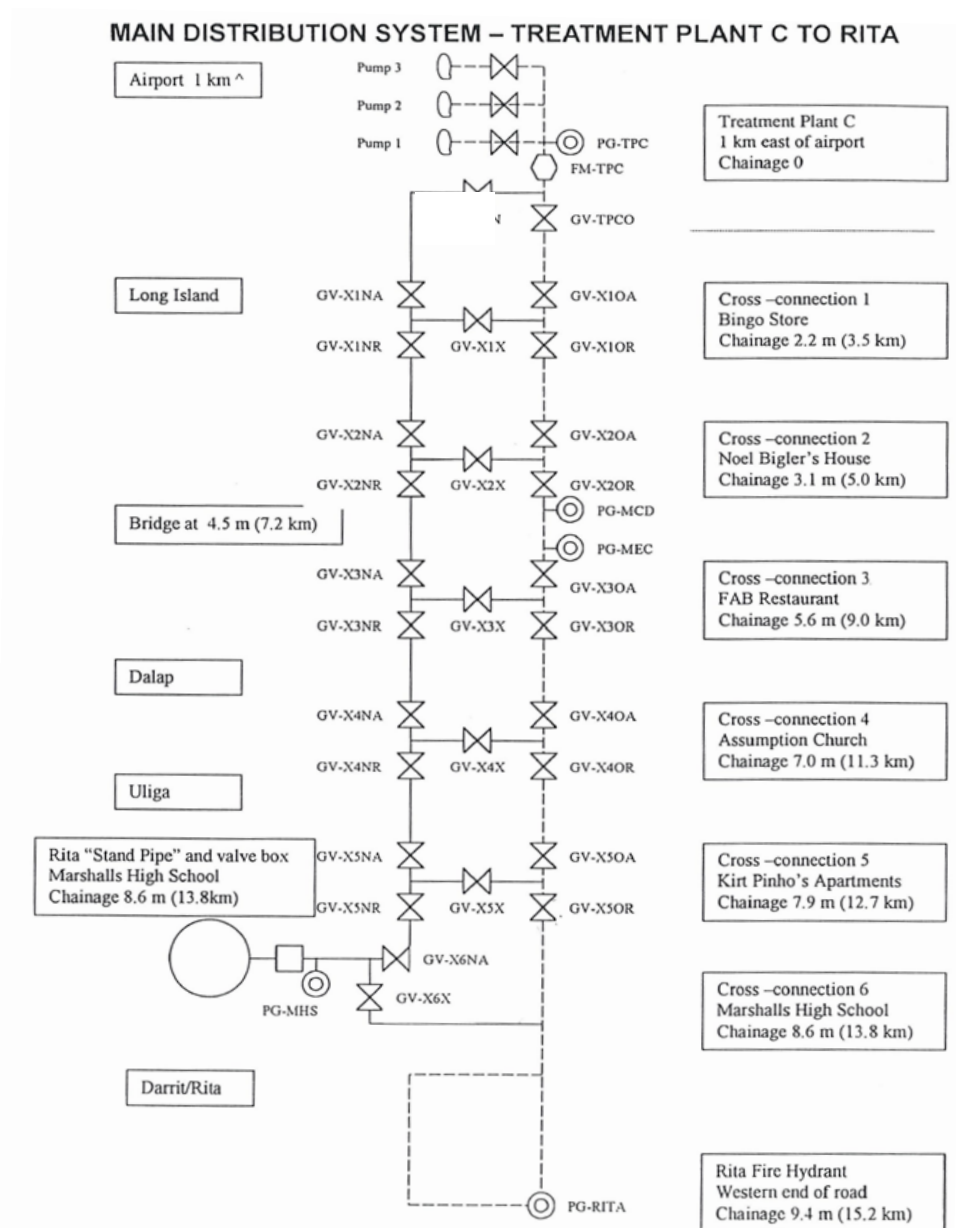 MAIN DISTRIBUTION SYSTEM – TREATMENT PLANT C TO RITA
Airport 1 km ^
Pump 3
Pump 2
Pump 1
PG-TPC
FM-TPC
Treatment Plant C
1 km east of airport
Chainage 0
GV-TPCO
Long Island
GV-X1NA
GV-X1OA
GV-X1NR
GV-X1X
GV-X1OR
Cross –connection 1
Bingo Store
Chainage 2.2 m (3.5 km)
GV-X2NA
GV-X2OA
GV-X2NR
GV-X2X
GV-X2OR
Cross –connection 2
Noel Bigler's House
Chainage 3.1 m (5.0 km)
Bridge at 4.5 m (7.2 km)
PG-MCD
PG-MEC
GV-X3NA
GV-X3OA
GV-X3NR
GV-X3X
GV-X3OR
Cross –connection 3
FAB Restaurant
Chainage 5.6 m (9.0 km)
Dalap
GV-X4NA
GV-X4OA
GV-X4NR
GV-X4X
GV-X4OR
Cross –connection 4
Assumption Church
Chainage 7.0 m (11.3 km)
Uliga
Rita "Stand Pipe" and valve box
Marshalls High School
Chainage 8.6 m (13.8km)
GV-X5NA
GV-X5OA
GV-X5NR
GV-X5X
GV-X5OR
Cross –connection 5
Kirt Pinho's Apartments
Chainage 7.9 m (12.7 km)
GV-X6NA
GV-X6X
PG-MHS
Cross –connection 6
Marshalls High School
Chainage 8.6 m (13.8 km)
Darrit/Rita
PG-RITA
Rita Fire Hydrant
Western end of road
Chainage 9.4 m (15.2 km)